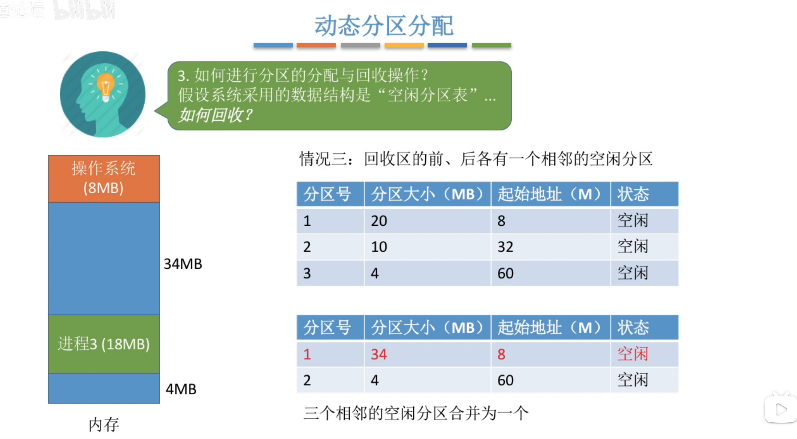 bilibili
动态分区分配
3. 如何进行分区的分配与回收操作？
假设系统采用的数据结构是“空闲分区表”...
如何回收？
操作系统
(8MB)
34MB
进程3 (18MB)
4MB
内存
情况三：回收区的前、后各有一个相邻的空闲分区
分区号 分区大小（MB） 起始地址（M） 状态
1 20 8 空闲
2 10 32 空闲
3 4 60 空闲
分区号 分区大小（MB） 起始地址（M） 状态
1 34 8 空闲
2 4 60 空闲
三个相邻的空闲分区合并为一个